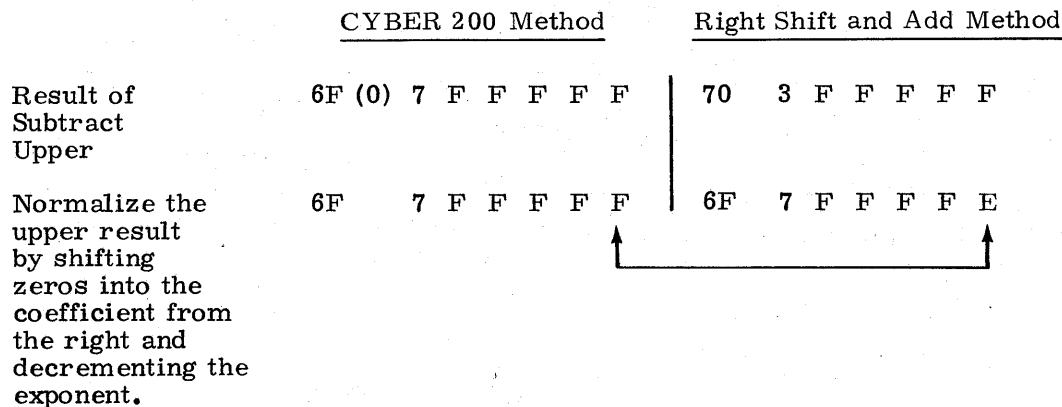 CYBER 200 Method Right Shift and Add Method
Result of 6F (0) 7 F F F F F 70 3 F F F F F
Subtract
Upper
Normalize the 6F 7 F F F F F 6F 7 F F F F E
upper result
by shifting
zeros into the
coefficient from
the right and
decrementing the
exponent.